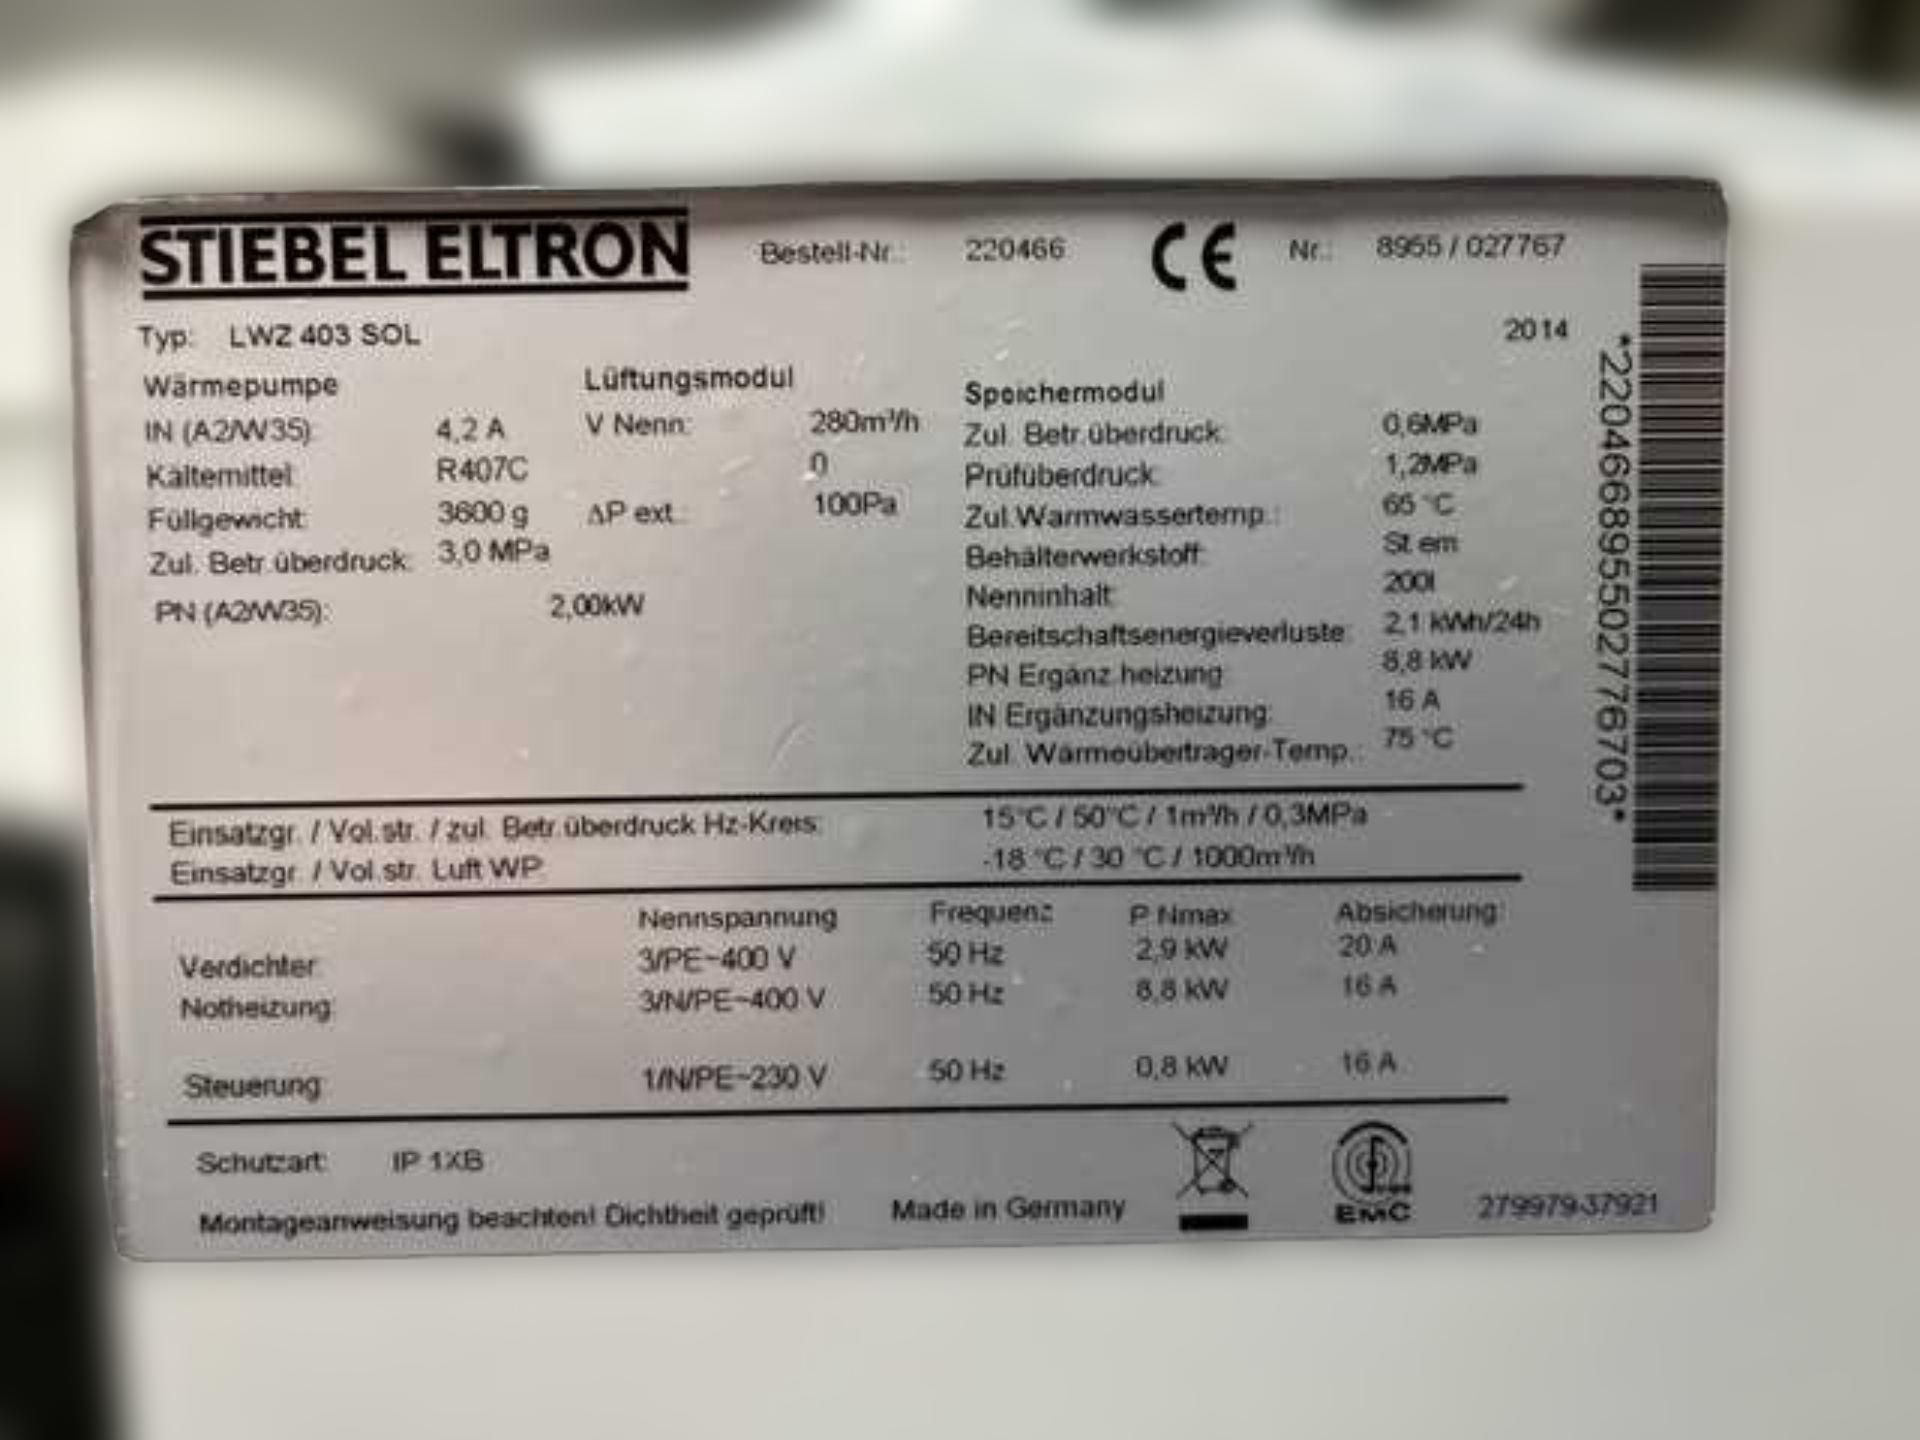 STIEBEL ELTRON Bestell-Nr.: 220466 CE Nr.: 8955 / 027767
Typ: LWZ 403 SOL 2014
Wärmepumpe
IN (A2/W35): 4,2 A
Kältemittel: R407C
Füllgewicht: 3600 g
Zul. Betr.überdruck: 3,0 MPa
PN (A2/W35): 2,00kW
Lüftungsmodul
V Nenn: 280m³/h
0
ΔP ext.: 100Pa
Speichermodul
Zul. Betr.überdruck: 0,6MPa
Prüfüberdruck: 1,2MPa
Zul.Warmwassertemp.: 65 °C
Behälterwerkstoff: St em
Nenninhalt: 200l
Bereitschaftsenergieverluste: 2,1 kWh/24h
PN Ergänz.heizung: 8,8 kW
IN Ergänzungsheizung: 16 A
Zul. Wärmeübertrager-Temp.: 75 °C
*2204668955027767703*
Einsatzgr. / Vol.str. / zul. Betr.überdruck Hz-Kreis: 15°C / 50°C / 1m³/h / 0,3MPa
Einsatzgr. / Vol.str. Luft WP: -18 °C / 30 °C / 1000m³/h
Nennspannung Frequenz P Nmax Absicherung:
Verdichter: 3/PE~400 V 50 Hz 2,9 kW 20 A
Notheizung: 3/N/PE~400 V 50 Hz 8,8 kW 16 A
Steuerung: 1/N/PE~230 V 50 Hz 0,8 kW 16 A
Schutzart: IP 1XB
Montageanweisung beachten! Dichtheit geprüft! Made in Germany EMC 279979-37921